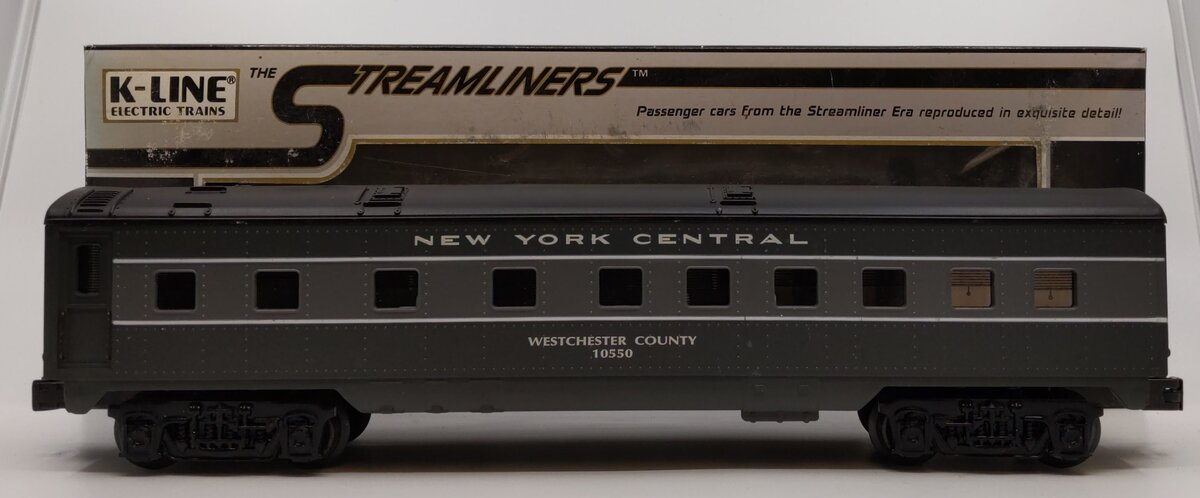 K-LINE®
ELECTRIC TRAINS
THE STREAMLINERS™
Passenger cars from the Streamliner Era reproduced in exquisite detail!
NEW YORK CENTRAL
WESTCHESTER COUNTY
10550